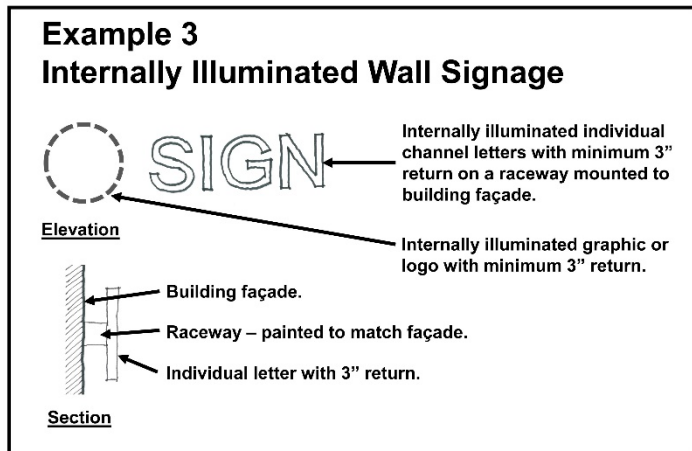 Example 3
Internally Illuminated Wall Signage
SIGN
Internally illuminated individual
channel letters with minimum 3”
return on a raceway mounted to
building façade.
Elevation
Internally illuminated graphic or
logo with minimum 3” return.
Building façade.
Raceway – painted to match façade.
Individual letter with 3” return.
Section